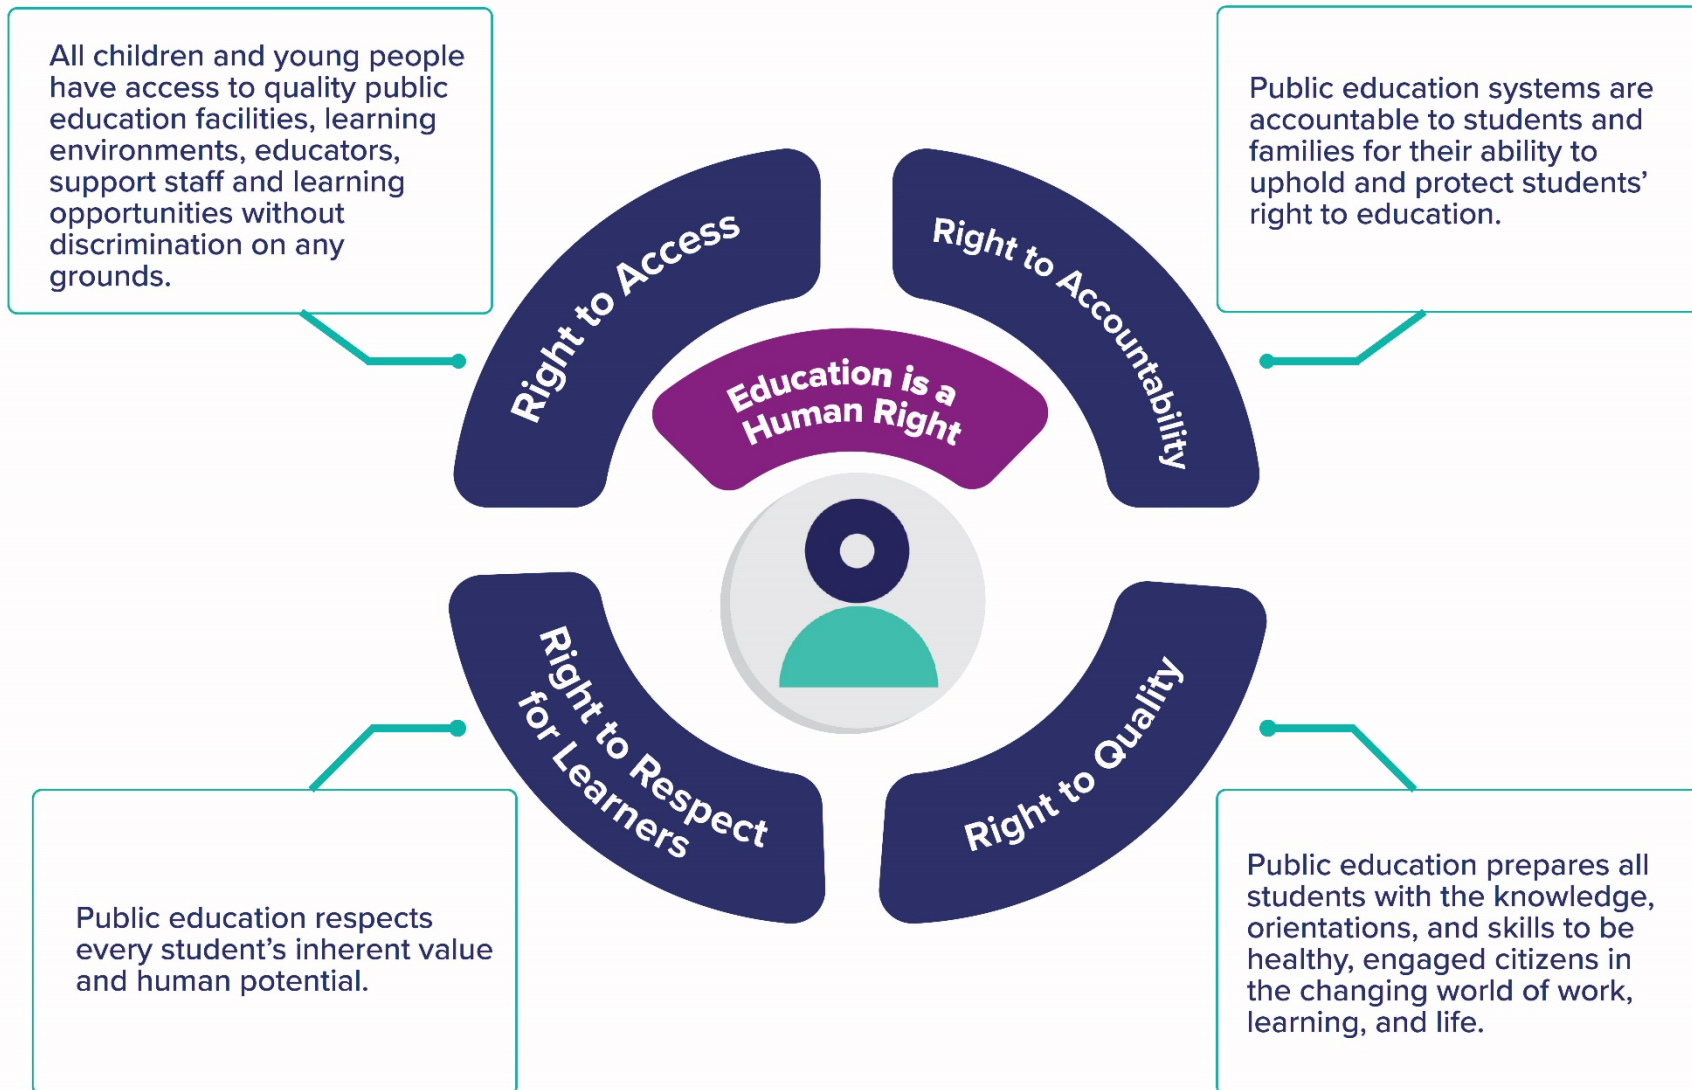 All children and young people
have access to quality public
education facilities, learning
environments, educators,
support staff and learning
opportunities without
discrimination on any
grounds.
Public education systems are
accountable to students and
families for their ability to
uphold and protect students’
right to education.
Right to Access
Right to Accountability
Education is a
Human Right
Right to Respect
for Learners
Right to Quality
Public education respects
every student’s inherent value
and human potential.
Public education prepares all
students with the knowledge,
orientations, and skills to be
healthy, engaged citizens in
the changing world of work,
learning, and life.